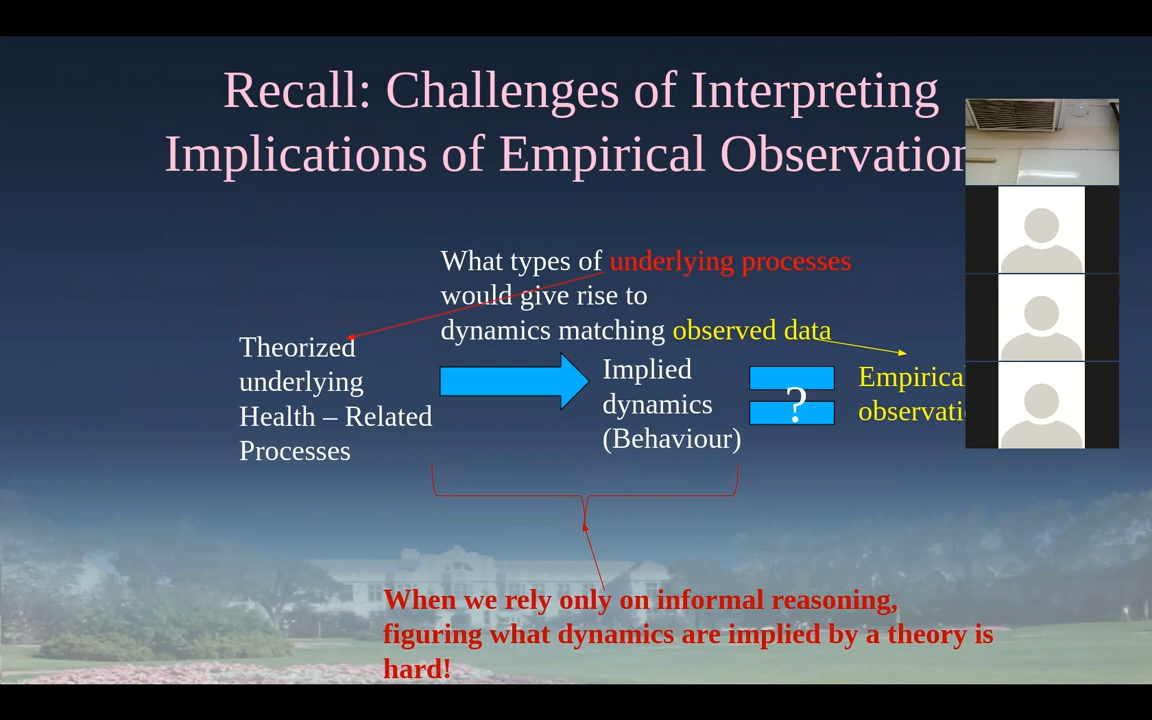 Recall: Challenges of Interpreting
Implications of Empirical Observation
What types of underlying processes
would give rise to
dynamics matching observed data
Theorized
underlying
Health – Related
Processes
Implied
dynamics
(Behaviour)
?
When we rely only on informal reasoning,
figuring what dynamics are implied by a theory is
hard!